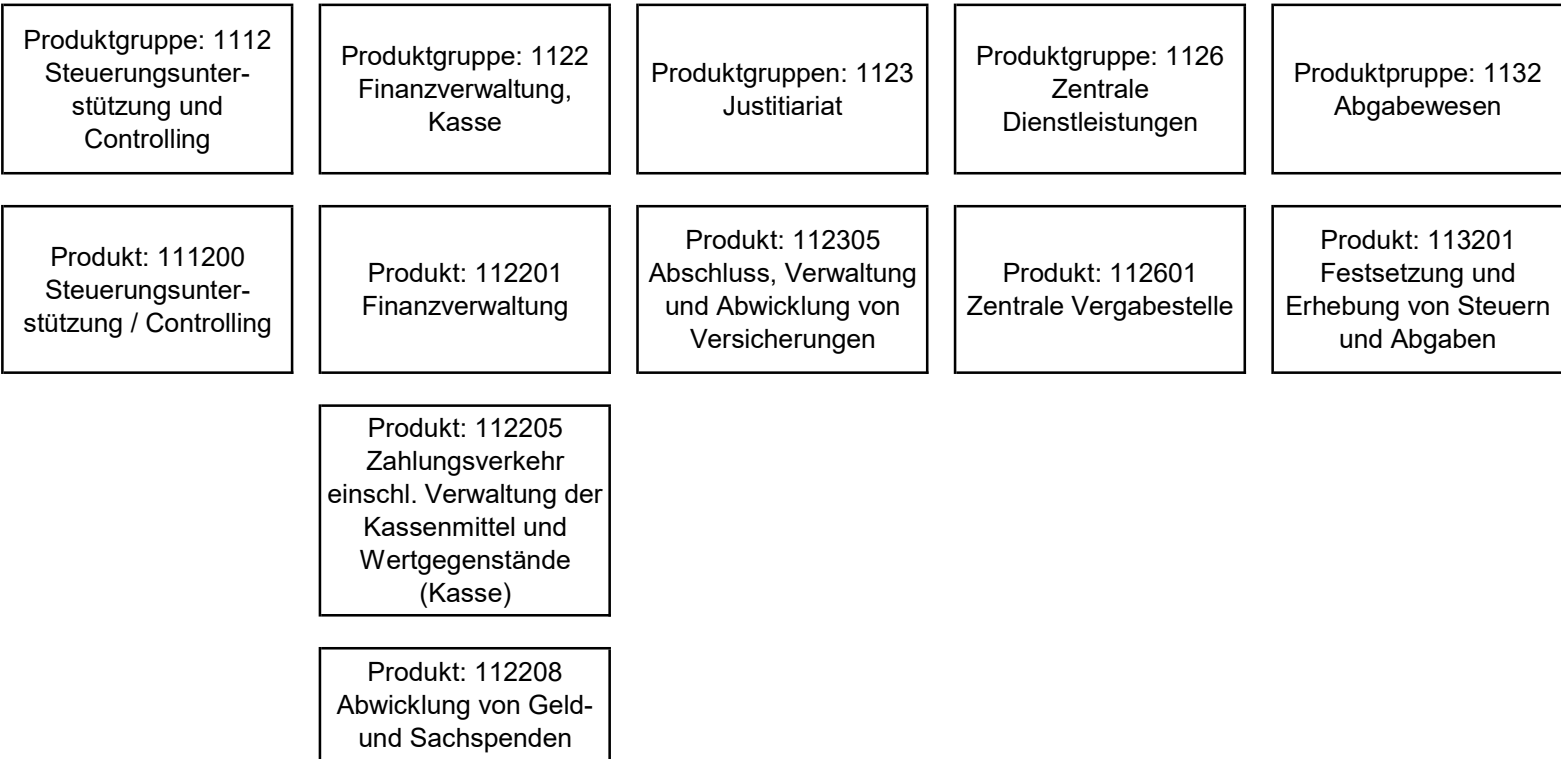 Produktgruppe: 1112
Steuerungsunter-
stützung und
Controlling
Produktgruppe: 1122
Finanzverwaltung,
Kasse
Produktgruppen: 1123
Justitiariat
Produktgruppe: 1126
Zentrale
Dienstleistungen
Produktpruppe: 1132
Abgabewesen
Produkt: 111200
Steuerungsunter-
stützung / Controlling
Produkt: 112201
Finanzverwaltung
Produkt: 112305
Abschluss, Verwaltung
und Abwicklung von
Versicherungen
Produkt: 112601
Zentrale Vergabestelle
Produkt: 113201
Festsetzung und
Erhebung von Steuern
und Abgaben
Produkt: 112205
Zahlungsverkehr
einschl. Verwaltung der
Kassenmittel und
Wertgegenstände
(Kasse)
Produkt: 112208
Abwicklung von Geld-
und Sachspenden